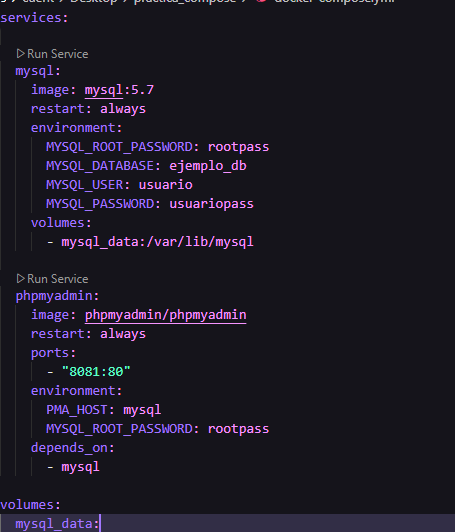 Desktop > practica_compose > docker-compose.yml
services:
Run Service
mysql:
image: mysql:5.7
restart: always
environment:
MYSQL_ROOT_PASSWORD: rootpass
MYSQL_DATABASE: ejemplo_db
MYSQL_USER: usuario
MYSQL_PASSWORD: usuariopass
volumes:
- mysql_data:/var/lib/mysql
Run Service
phpmyadmin:
image: phpmyadmin/phpmyadmin
restart: always
ports:
- "8081:80"
environment:
PMA_HOST: mysql
MYSQL_ROOT_PASSWORD: rootpass
depends_on:
- mysql
volumes:
mysql_data: